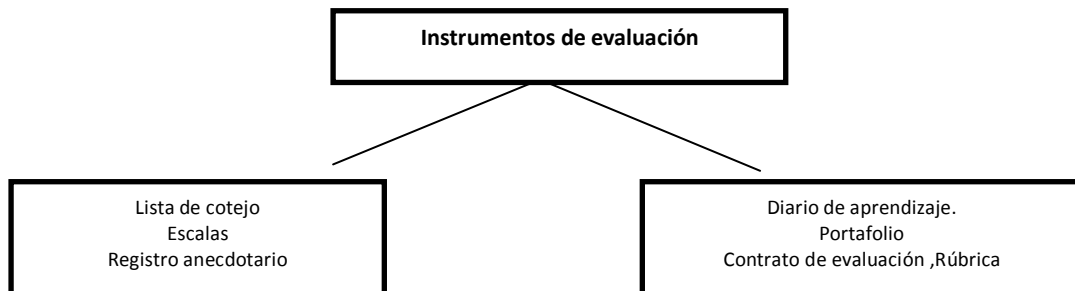 Instrumentos de evaluación
Lista de cotejo
Escalas
Registro anecdotario
Diario de aprendizaje.
Portafolio
Contrato de evaluación ,Rúbrica